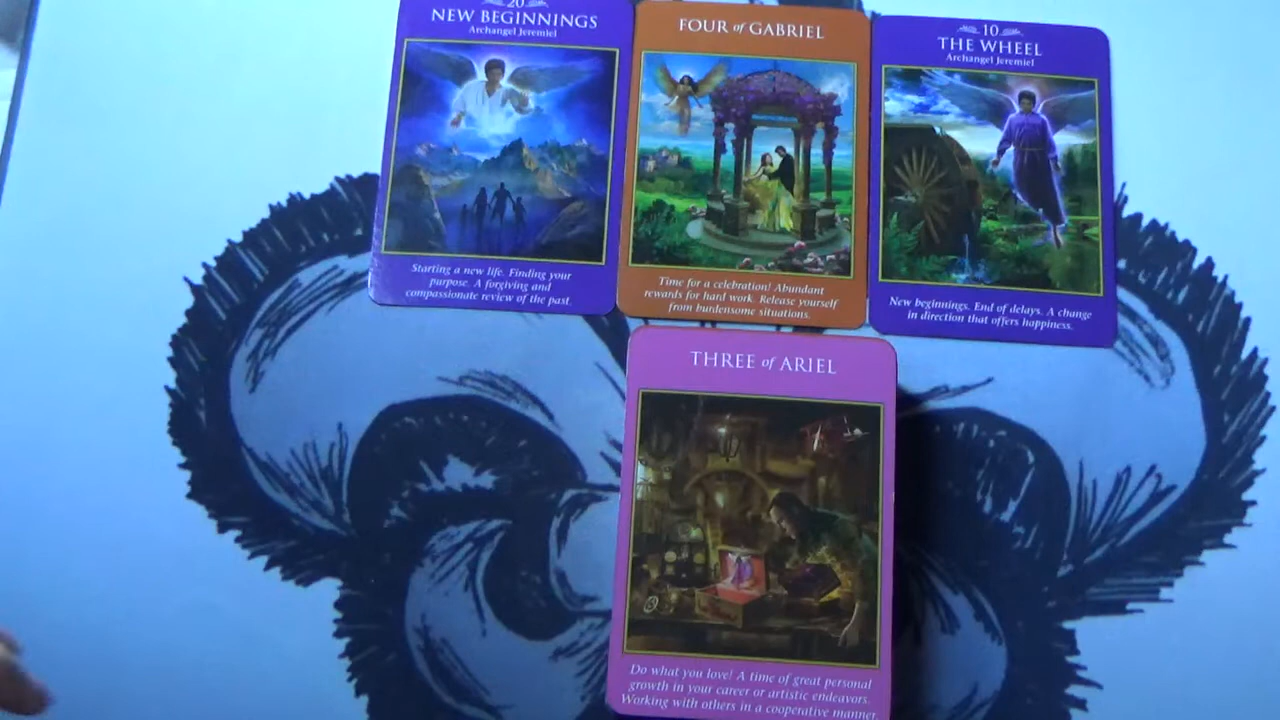 20
NEW BEGINNINGS
Archangel Jeremiel
Starting a new life. Finding your
purpose. A forgiving and
compassionate review of the past.
FOUR of GABRIEL
Time for a celebration! Abundant
rewards for hard work. Release yourself
from burdensome situations.
10
THE WHEEL
Archangel Jeremiel
New beginnings. End of delays. A change
in direction that offers happiness.
THREE of ARIEL
Do what you love! A time of great personal
growth in your career or artistic endeavors.
Working with others in a cooperative manner.